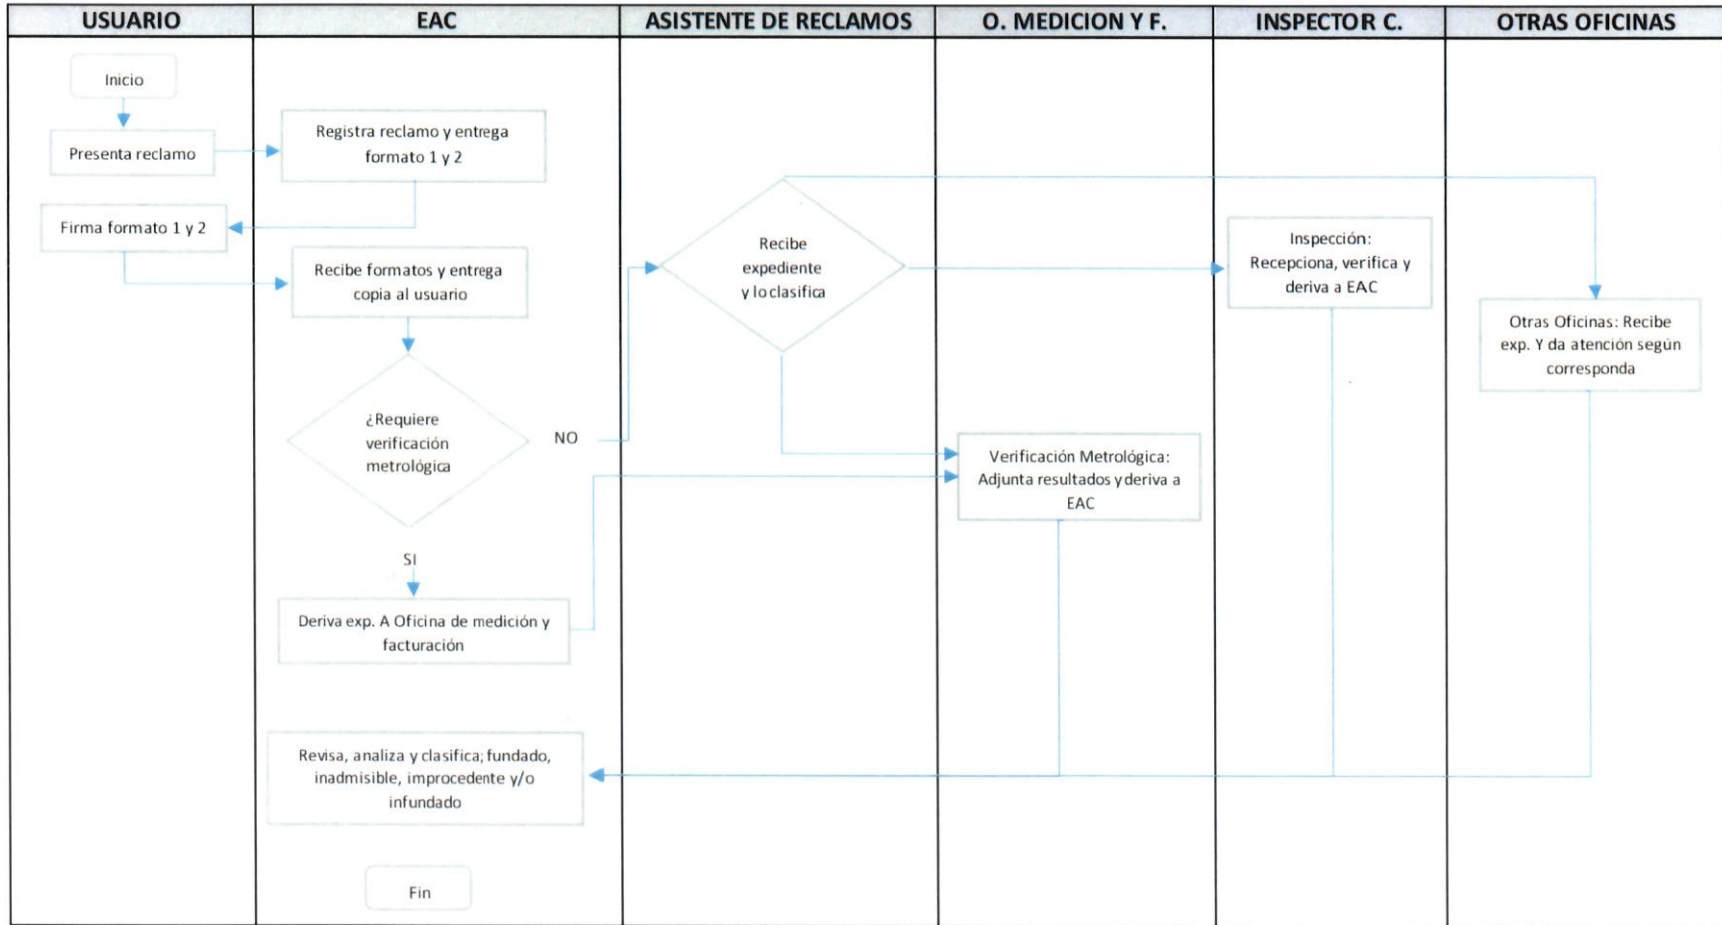 USUARIO
EAC
ASISTENTE DE RECLAMOS
O. MEDICION Y F.
INSPECTOR C.
OTRAS OFICINAS
Inicio
Presenta reclamo
Registra reclamo y entrega
formato 1 y 2
Firma formato 1 y 2
Recibe formatos y entrega
copia al usuario
¿Requiere
verificación
metrológica
NO
SI
Deriva exp. A Oficina de medición y
facturación
Recibe
expediente
y lo clasifica
Verificación Metrológica:
Adjunta resultados y deriva a
EAC
Inspección:
Recepciona, verifica y
deriva a EAC
Otras Oficinas: Recibe
exp. Y da atención según
corresponda
Revisa, analiza y clasifica; fundado,
inadmisible, improcedente y/o
infundado
Fin